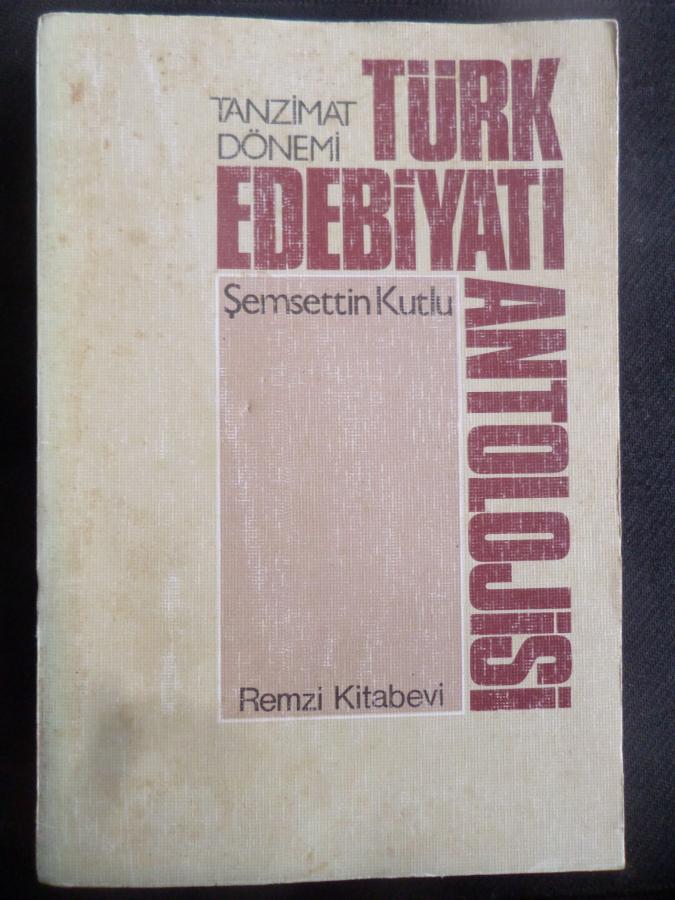 TANZİMAT
DÖNEMİ
TÜRK
EDEBİYATI
ANTOLOJİSİ
Şemsettin Kutlu
Remzi Kitabevi